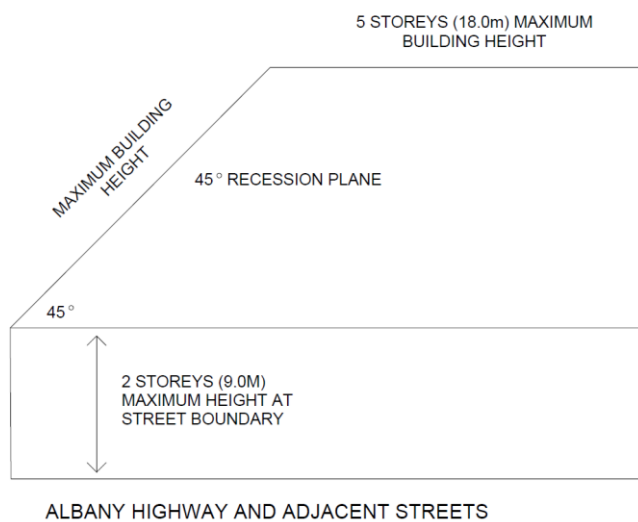 5 STOREYS (18.0m) MAXIMUM
BUILDING HEIGHT
MAXIMUM BUILDING
HEIGHT
45° RECESSION PLANE
45°
2 STOREYS (9.0M)
MAXIMUM HEIGHT AT
STREET BOUNDARY
ALBANY HIGHWAY AND ADJACENT STREETS